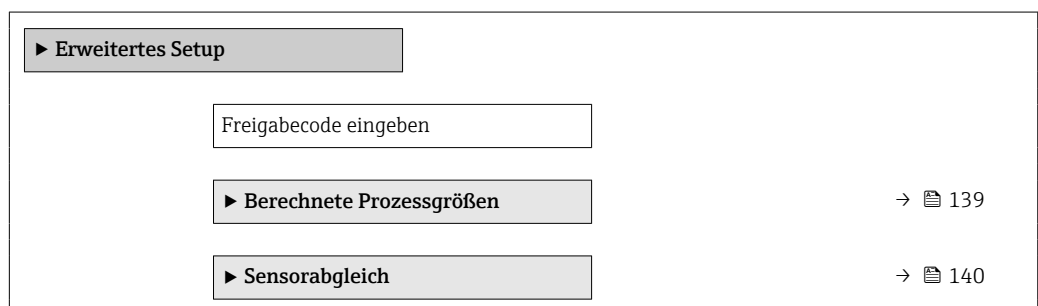 ▶ Erweitertes Setup
Freigabecode eingeben
▶ Berechnete Prozessgrößen → 139
▶ Sensorabgleich → 140